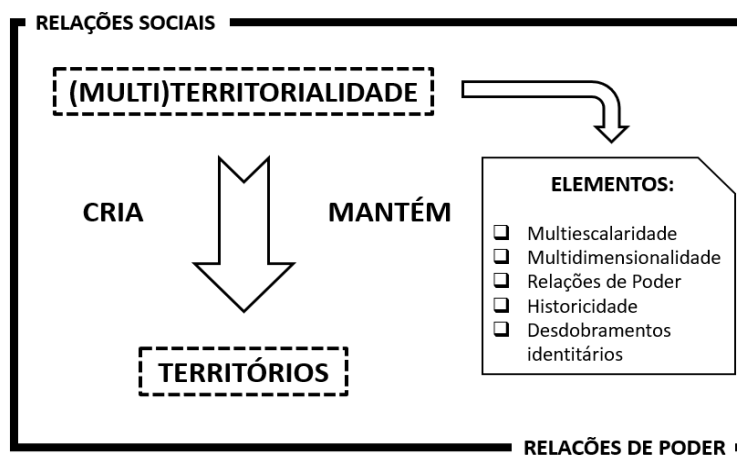 RELAÇÕES SOCIAIS
(MULTI)TERRITORIALIDADE
CRIA
MANTÉM
TERRITÓRIOS
ELEMENTOS:
Multiescalaridade
Multidimensionalidade
Relações de Poder
Historicidade
Desdobramentos
identitários
RELAÇÕES DE PODER